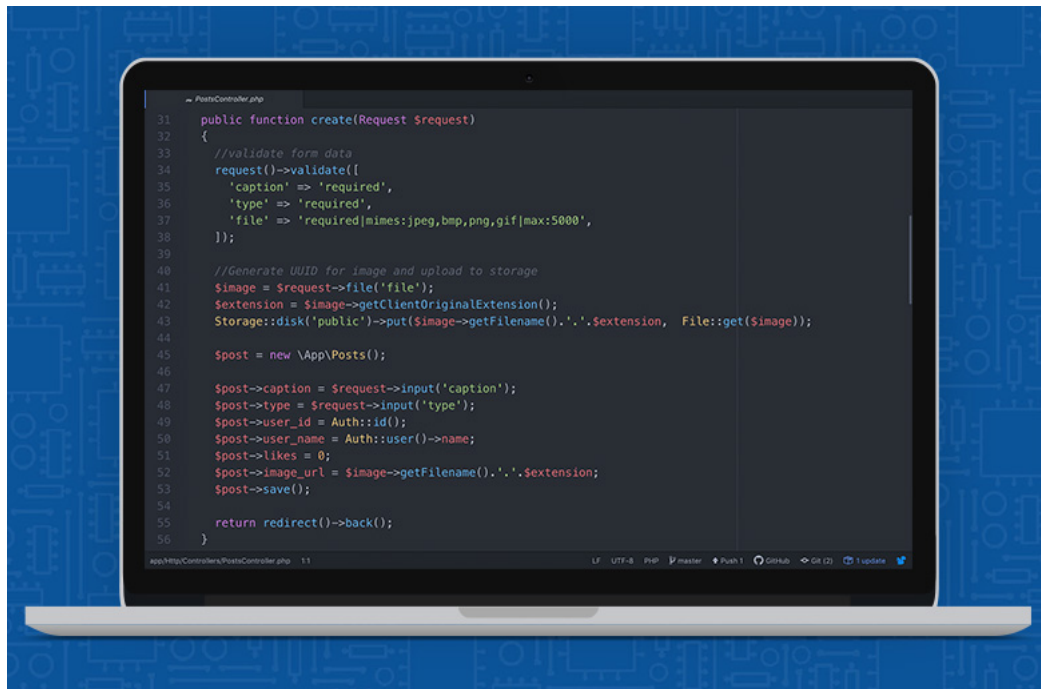 PostsController.php
31 public function create(Request $request)
32 {
33 //validate form data
34 request()->validate([
35 'caption' => 'required',
36 'type' => 'required',
37 'file' => 'required|mimes:jpeg,bmp,png,gif|max:5000',
38 ]);
39
40 //Generate UUID for image and upload to storage
41 $image = $request->file('file');
42 $extension = $image->getClientOriginalExtension();
43 Storage::disk('public')->put($image->getFilename().'.'.$extension, File::get($image));
44
45 $post = new \App\Posts();
46
47 $post->caption = $request->input('caption');
48 $post->type = $request->input('type');
49 $post->user_id = Auth::id();
50 $post->user_name = Auth::user()->name;
51 $post->likes = 0;
52 $post->image_url = $image->getFilename().'.'.$extension;
53 $post->save();
54
55 return redirect()->back();
56 }
app/Http/Controllers/PostsController.php 1:1 LF UTF-8 PHP master Push 1 GitHub Git (2) 1 update